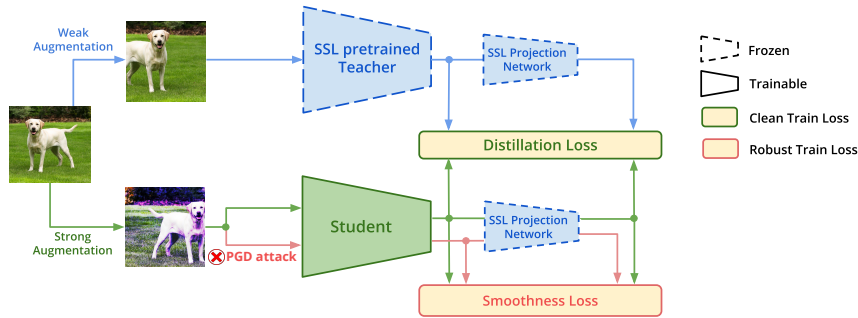 Weak
Augmentation
SSL pretrained
Teacher
SSL Projection
Network
Frozen
Trainable
Clean Train Loss
Robust Train Loss
Distillation Loss
Strong
Augmentation
PGD attack
Student
SSL Projection
Network
Smoothness Loss